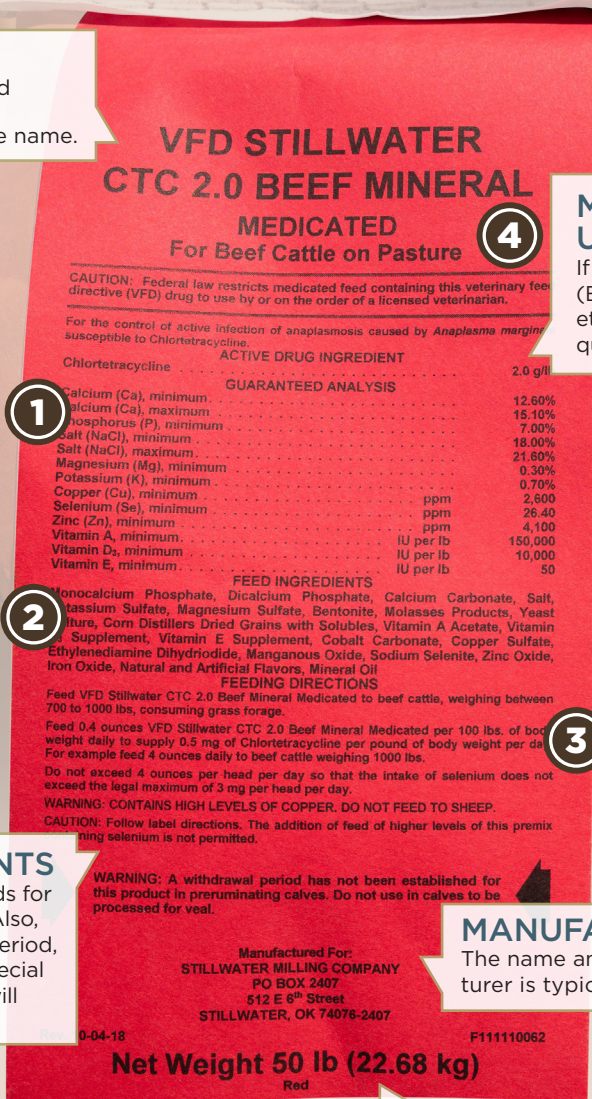 d
e name.
VFD STILLWATER
CTC 2.0 BEEF MINERAL
MEDICATED
For Beef Cattle on Pasture
4
M
U
If
(E
et
qu
CAUTION: Federal law restricts medicated feed containing this veterinary fee
directive (VFD) drug to use by or on the order of a licensed veterinarian.
For the control of active infection of anaplasmosis caused by Anaplasma margina
susceptible to Chlortetracycline.
ACTIVE DRUG INGREDIENT
Chlortetracycline 2.0 g/l
GUARANTEED ANALYSIS
1
Calcium (Ca), minimum 12.60%
alcium (Ca), maximum 15.10%
hosphorus (P), minimum 7.00%
Salt (NaCl), minimum 18.00%
Salt (NaCl), maximum 21.60%
Magnesium (Mg), minimum 0.30%
Potassium (K), minimum 0.70%
Copper (Cu), minimum ppm 2,600
Selenium (Se), minimum ppm 26.40
Zinc (Zn), minimum ppm 4,100
Vitamin A, minimum IU per lb 150,000
Vitamin D₃, minimum IU per lb 10,000
Vitamin E, minimum IU per lb 50
FEED INGREDIENTS
2
Monocalcium Phosphate, Dicalcium Phosphate, Calcium Carbonate, Salt,
otassium Sulfate, Magnesium Sulfate, Bentonite, Molasses Products, Yeast
lture, Corn Distillers Dried Grains with Solubles, Vitamin A Acetate, Vitamin
Supplement, Vitamin E Supplement, Cobalt Carbonate, Copper Sulfate,
Ethylenediamine Dihydriodide, Manganous Oxide, Sodium Selenite, Zinc Oxide,
Iron Oxide, Natural and Artificial Flavors, Mineral Oil
FEEDING DIRECTIONS
Feed VFD Stillwater CTC 2.0 Beef Mineral Medicated to beef cattle, weighing between
700 to 1000 lbs, consuming grass forage.
Feed 0.4 ounces VFD Stillwater CTC 2.0 Beef Mineral Medicated per 100 lbs. of body
weight daily to supply 0.5 mg of Chlortetracycline per pound of body weight per da
For example feed 4 ounces daily to beef cattle weighing 1000 lbs.
3
Do not exceed 4 ounces per head per day so that the intake of selenium does not
exceed the legal maximum of 3 mg per head per day.
WARNING: CONTAINS HIGH LEVELS OF COPPER. DO NOT FEED TO SHEEP.
CAUTION: Follow label directions. The addition of feed of higher levels of this premix
ning selenium is not permitted.
NTS
ds for
Also,
eriod,
ecial
ill
WARNING: A withdrawal period has not been established for
this product in preruminating calves. Do not use in calves to be
processed for veal.
MANUFA
The name an
turer is typic
Manufactured For:
STILLWATER MILLING COMPANY
PO BOX 2407
512 E 6th Street
STILLWATER, OK 74076-2407
0-04-18 F111110062
Net Weight 50 lb (22.68 kg)
Red